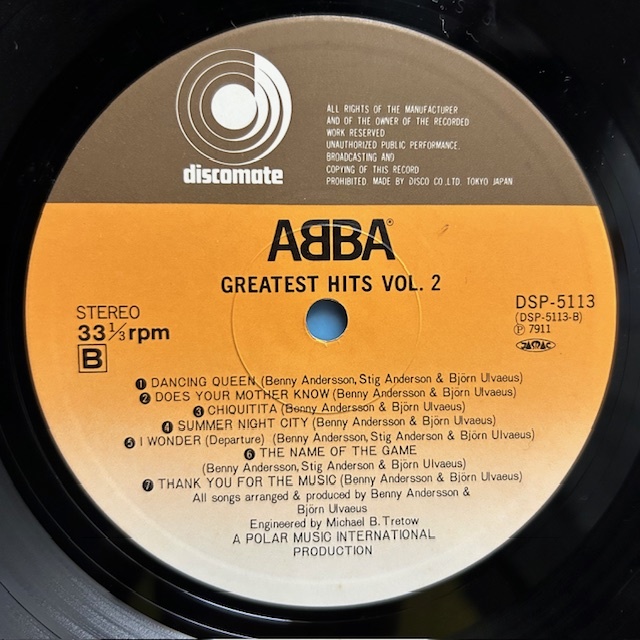 discomate
ALL RIGHTS OF THE MANUFACTURER
AND OF THE OWNER OF THE RECORDED
WORK RESERVED
UNAUTHORIZED PUBLIC PERFORMANCE.
BROADCASTING AND
COPYING OF THIS RECORD
PROHIBITED. MADE BY DISCO CO.,LTD. TOKYO JAPAN
ABBA®
GREATEST HITS VOL. 2
STEREO
33 1/3 rpm
B
DSP-5113
(DSP-5113-B)
Ⓟ 7911
JASRAC
❶ DANCING QUEEN (Benny Andersson, Stig Anderson & Björn Ulvaeus)
❷ DOES YOUR MOTHER KNOW (Benny Andersson & Björn Ulvaeus)
❸ CHIQUITITA (Benny Andersson & Björn Ulvaeus)
❹ SUMMER NIGHT CITY (Benny Andersson & Björn Ulvaeus)
❺ I WONDER (Departure) (Benny Andersson, Stig Anderson & Björn Ulvaeus)
❻ THE NAME OF THE GAME
(Benny Andersson, Stig Anderson & Björn Ulvaeus)
❼ THANK YOU FOR THE MUSIC (Benny Andersson & Björn Ulvaeus)
All songs arranged & produced by Benny Andersson &
Björn Ulvaeus
Engineered by Michael B. Tretow
A POLAR MUSIC INTERNATIONAL
PRODUCTION